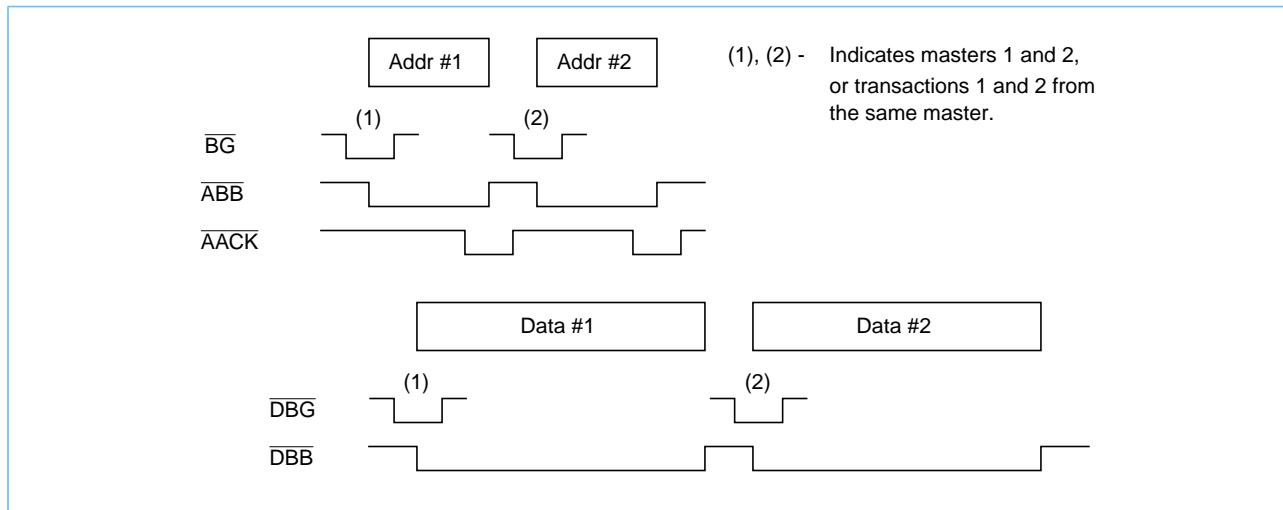 Addr #1
Addr #2
(1), (2) - Indicates masters 1 and 2,
or transactions 1 and 2 from
the same master.
(1)
(2)
BG
ABB
AACK
Data #1
Data #2
(1)
(2)
DBG
DBB